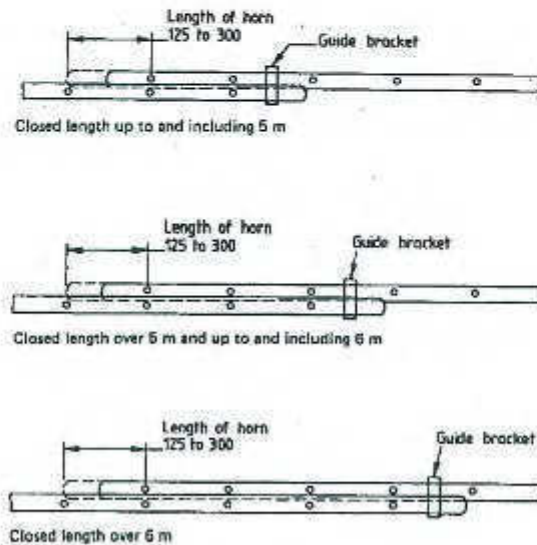 Length of horn
125 to 300
Guide bracket
Closed length up to and including 5 m
Length of horn
125 to 300
Guide bracket
Closed length over 5 m and up to and including 6 m
Length of horn
125 to 300
Guide bracket
Closed length over 6 m